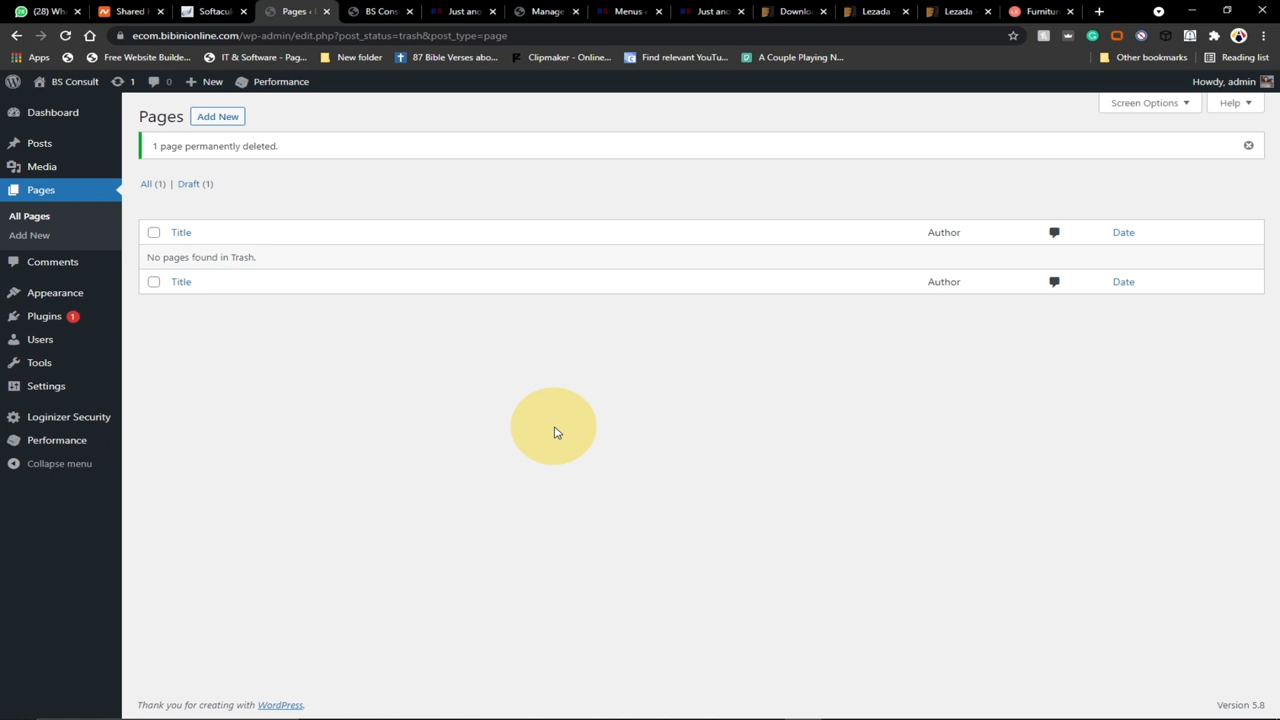 (28) Wha
Shared H
Softacul
Pages ‹
BS Cons
Just ano
Manage
Menus ‹
Just ano
Downlo
Lezada
Lezada
Furnitur
ecom.bibinionline.com/wp-admin/edit.php?post_status=trash&post_type=page
Apps
Free Website Builde...
IT & Software - Pag...
New folder
87 Bible Verses abo...
Clipmaker - Online...
Find relevant YouTu...
A Couple Playing N...
Other bookmarks
Reading list
BS Consult
1
0
New
Performance
Howdy, admin
Dashboard
Posts
Media
Pages
All Pages
Add New
Comments
Appearance
Plugins 1
Users
Tools
Settings
Loginizer Security
Performance
Collapse menu
Screen Options
Help
Pages Add New
1 page permanently deleted.
All (1) | Draft (1)
Title Author Date
No pages found in Trash.
Title Author Date
Thank you for creating with WordPress.
Version 5.8